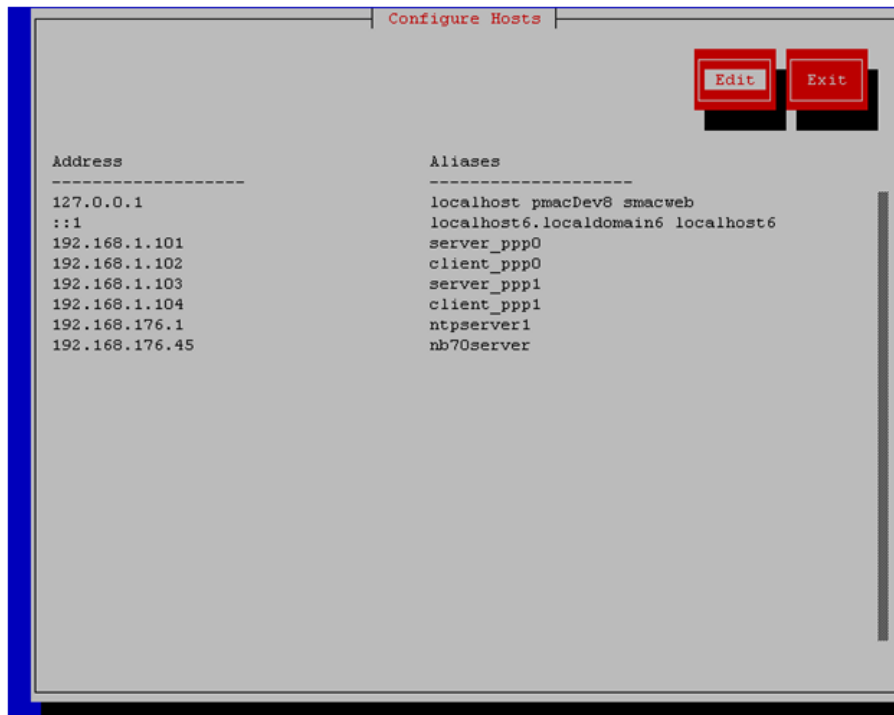 Configure Hosts
Edit Exit
Address Aliases
------------------- --------------------
127.0.0.1 localhost pmacDev8 smacweb
::1 localhost6.localdomain6 localhost6
192.168.1.101 server_ppp0
192.168.1.102 client_ppp0
192.168.1.103 server_ppp1
192.168.1.104 client_ppp1
192.168.176.1 ntpserver1
192.168.176.45 nb70server